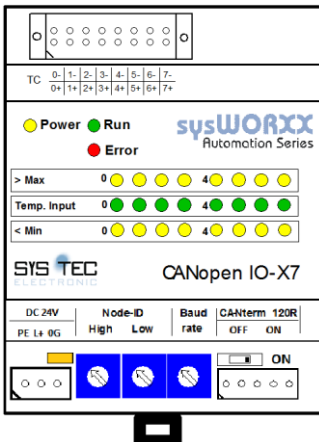 TC 0- 1- 2- 3- 4- 5- 6- 7-
0+ 1+ 2+ 3+ 4+ 5+ 6+ 7+
Power Run
Error
sysWORXX
Automation Series
> Max 0 4
Temp. Input 0 4
< Min 0 4
SYS TEC
ELECTRONIC
CANopen IO-X7
DC 24V Node-ID Baud CANterm 120R
PE L+ 0G High Low rate OFF ON
ON